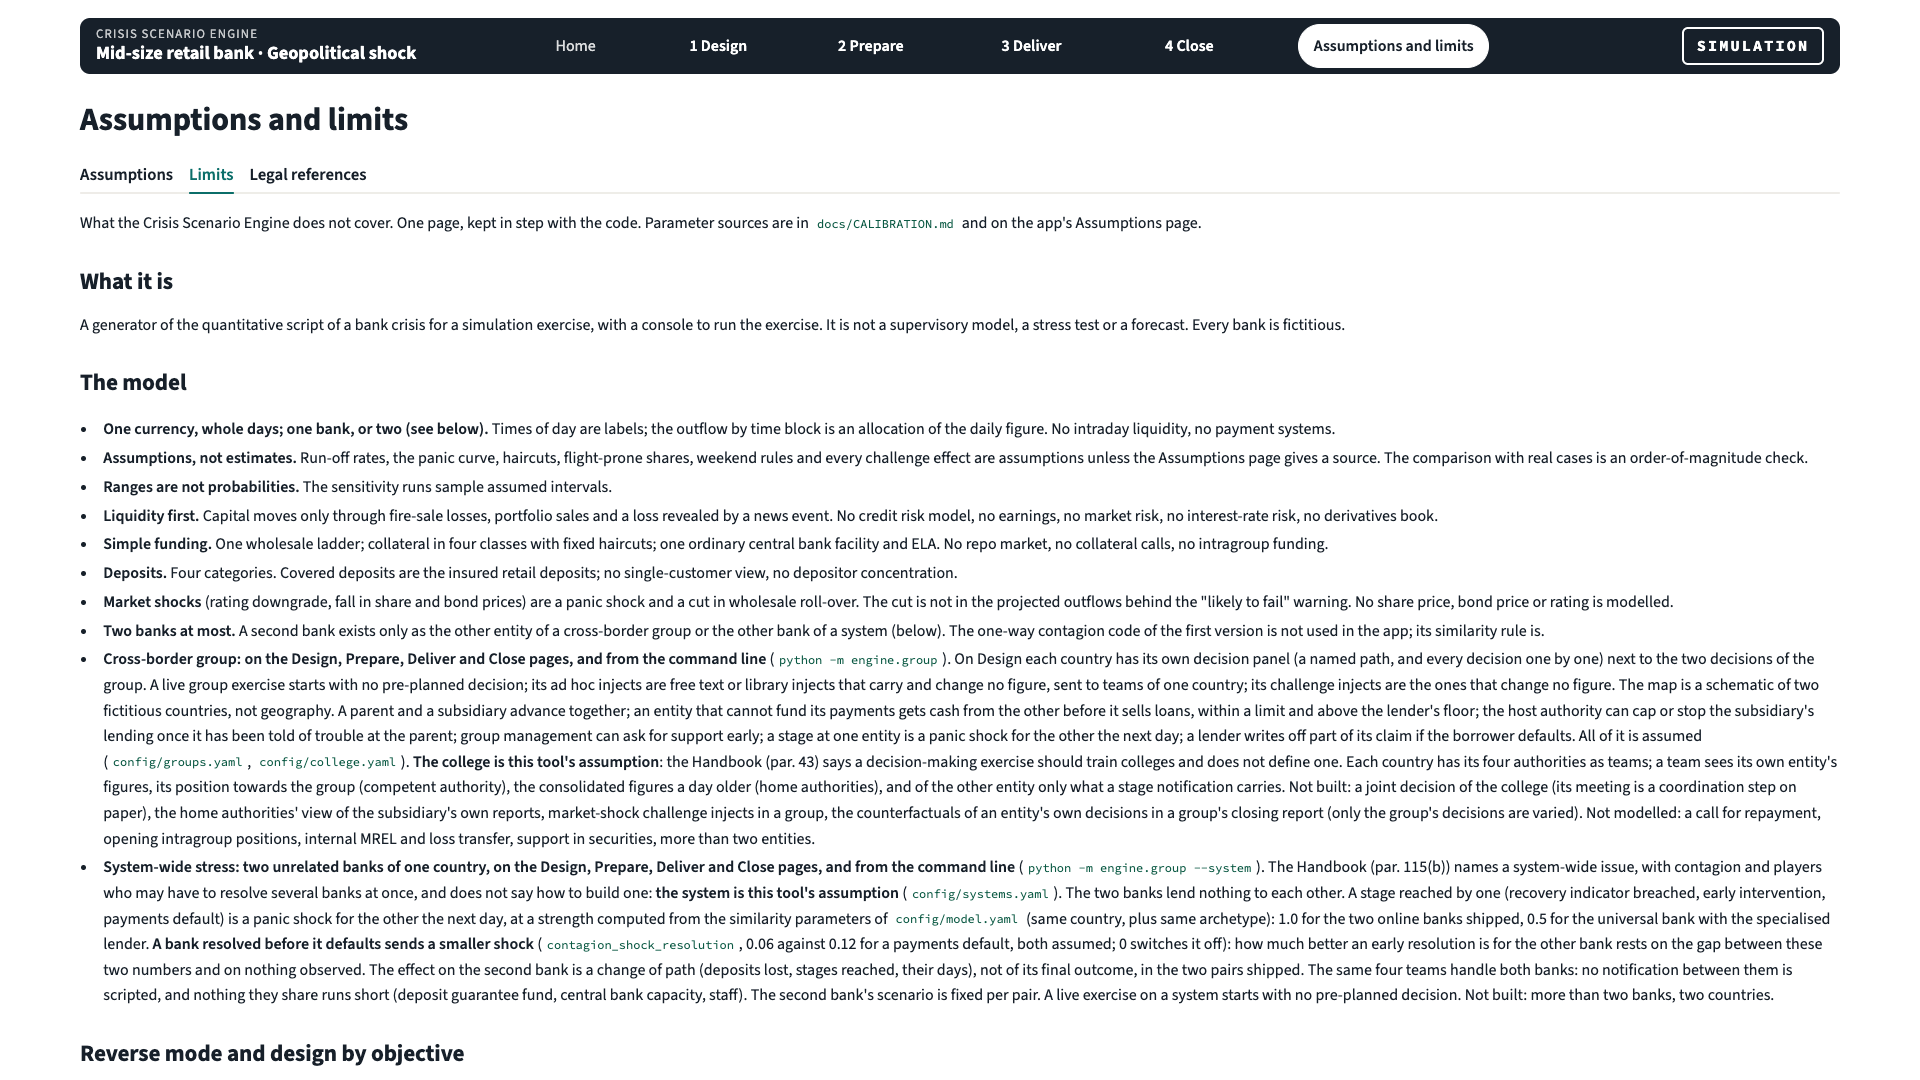 CRISIS SCENARIO ENGINE
Mid-size retail bank · Geopolitical shock
Home
1 Design
2 Prepare
3 Deliver
4 Close
Assumptions and limits
SIMULATION
Assumptions and limits
Assumptions
Limits
Legal references
What the Crisis Scenario Engine does not cover. One page, kept in step with the code. Parameter sources are in docs/CALIBRATION.md and on the app's Assumptions page.
What it is
A generator of the quantitative script of a bank crisis for a simulation exercise, with a console to run the exercise. It is not a supervisory model, a stress test or a forecast. Every bank is fictitious.
The model
• One currency, whole days; one bank, or two (see below). Times of day are labels; the outflow by time block is an allocation of the daily figure. No intraday liquidity, no payment systems.
• Assumptions, not estimates. Run-off rates, the panic curve, haircuts, flight-prone shares, weekend rules and every challenge effect are assumptions unless the Assumptions page gives a source. The comparison with real cases is an order-of-magnitude check.
• Ranges are not probabilities. The sensitivity runs sample assumed intervals.
• Liquidity first. Capital moves only through fire-sale losses, portfolio sales and a loss revealed by a news event. No credit risk model, no earnings, no market risk, no interest-rate risk, no derivatives book.
• Simple funding. One wholesale ladder; collateral in four classes with fixed haircuts; one ordinary central bank facility and ELA. No repo market, no collateral calls, no intragroup funding.
• Deposits. Four categories. Covered deposits are the insured retail deposits; no single-customer view, no depositor concentration.
• Market shocks (rating downgrade, fall in share and bond prices) are a panic shock and a cut in wholesale roll-over. The cut is not in the projected outflows behind the "likely to fail" warning. No share price, bond price or rating is modelled.
• Two banks at most. A second bank exists only as the other entity of a cross-border group or the other bank of a system (below). The one-way contagion code of the first version is not used in the app; its similarity rule is.
• Cross-border group: on the Design, Prepare, Deliver and Close pages, and from the command line ( python -m engine.group ). On Design each country has its own decision panel (a named path, and every decision one by one) next to the two decisions of the
group. A live group exercise starts with no pre-planned decision; its ad hoc injects are free text or library injects that carry and change no figure, sent to teams of one country; its challenge injects are the ones that change no figure. The map is a schematic of two
fictitious countries, not geography. A parent and a subsidiary advance together; an entity that cannot fund its payments gets cash from the other before it sells loans, within a limit and above the lender's floor; the host authority can cap or stop the subsidiary's
lending once it has been told of trouble at the parent; group management can ask for support early; a stage at one entity is a panic shock for the other the next day; a lender writes off part of its claim if the borrower defaults. All of it is assumed
( config/groups.yaml , config/college.yaml ). The college is this tool's assumption: the Handbook (par. 43) says a decision-making exercise should train colleges and does not define one. Each country has its four authorities as teams; a team sees its own entity's
figures, its position towards the group (competent authority), the consolidated figures a day older (home authorities), and of the other entity only what a stage notification carries. Not built: a joint decision of the college (its meeting is a coordination step on
paper), the home authorities' view of the subsidiary's own reports, market-shock challenge injects in a group, the counterfactuals of an entity's own decisions in a group's closing report (only the group's decisions are varied). Not modelled: a call for repayment,
opening intragroup positions, internal MREL and loss transfer, support in securities, more than two entities.
• System-wide stress: two unrelated banks of one country, on the Design, Prepare, Deliver and Close pages, and from the command line ( python -m engine.group --system ). The Handbook (par. 115(b)) names a system-wide issue, with contagion and players
who may have to resolve several banks at once, and does not say how to build one: the system is this tool's assumption ( config/systems.yaml ). The two banks lend nothing to each other. A stage reached by one (recovery indicator breached, early intervention,
payments default) is a panic shock for the other the next day, at a strength computed from the similarity parameters of config/model.yaml (same country, plus same archetype): 1.0 for the two online banks shipped, 0.5 for the universal bank with the specialised
lender. A bank resolved before it defaults sends a smaller shock ( contagion_shock_resolution , 0.06 against 0.12 for a payments default, both assumed; 0 switches it off): how much better an early resolution is for the other bank rests on the gap between these
two numbers and on nothing observed. The effect on the second bank is a change of path (deposits lost, stages reached, their days), not of its final outcome, in the two pairs shipped. The same four teams handle both banks: no notification between them is
scripted, and nothing they share runs short (deposit guarantee fund, central bank capacity, staff). The second bank's scenario is fixed per pair. A live exercise on a system starts with no pre-planned decision. Not built: more than two banks, two countries.
Reverse mode and design by objective